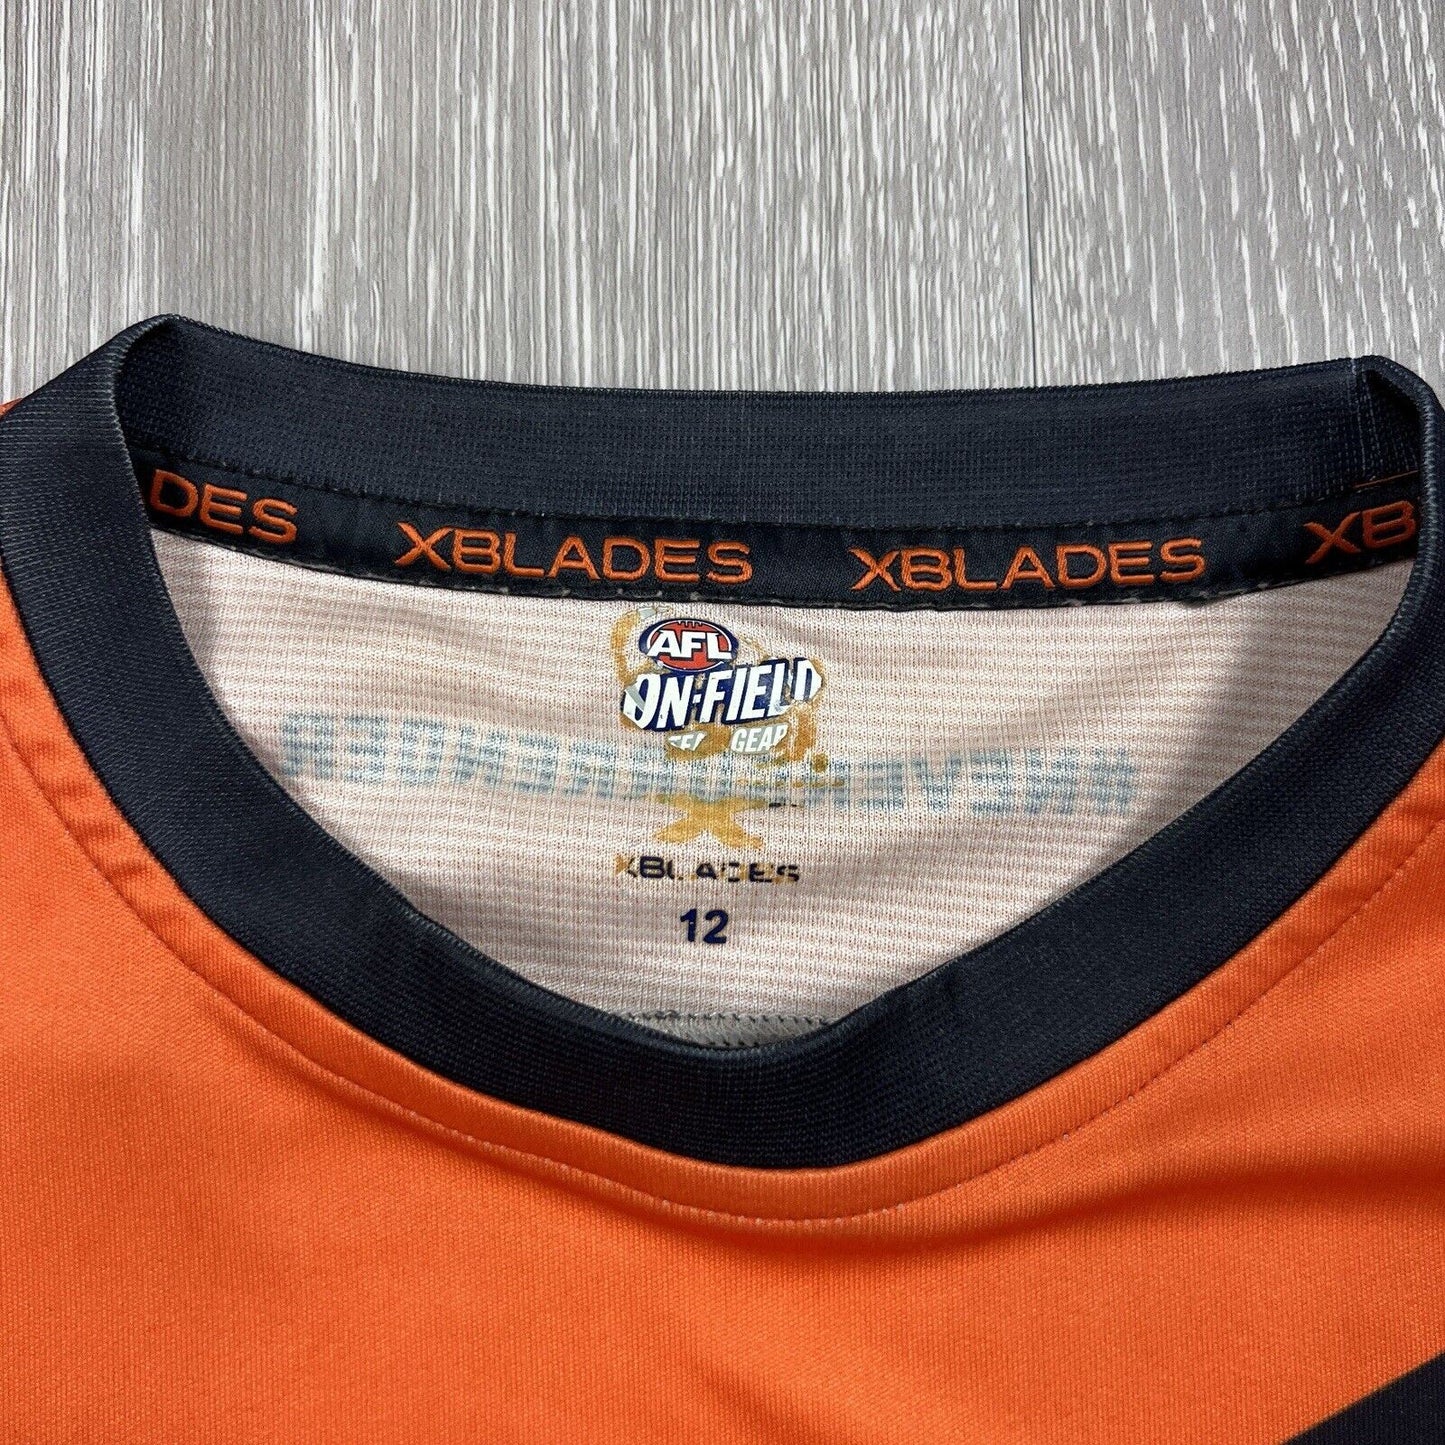 DES XBLADES XBLADES XB
AFL
ON-FIELD
GEAR
XBLADES
12